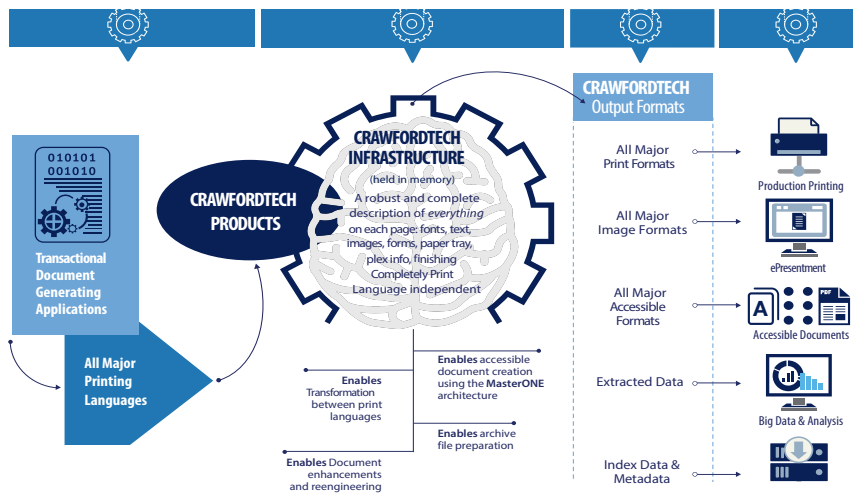 010101
001010
Transactional
Document
Generating
Applications
All Major
Printing
Languages
CRAWFORDTECH
PRODUCTS
CRAWFORDTECH
INFRASTRUCTURE
(held in memory)
A robust and complete
description of everything
on each page: fonts, text,
images, forms, paper tray,
plex info, finishing
Completely Print
Language independent
Enables
Transformation
between print
languages
Enables accessible
document creation
using the MasterONE
architecture
Enables archive
file preparation
Enables Document
enhancements
and reengineering
CRAWFORDTECH
Output Formats
All Major
Print Formats
Production Printing
All Major
Image Formats
ePresentment
All Major
Accessible
Formats
A
PDF
Accessible Documents
Extracted Data
Big Data & Analysis
Index Data &
Metadata